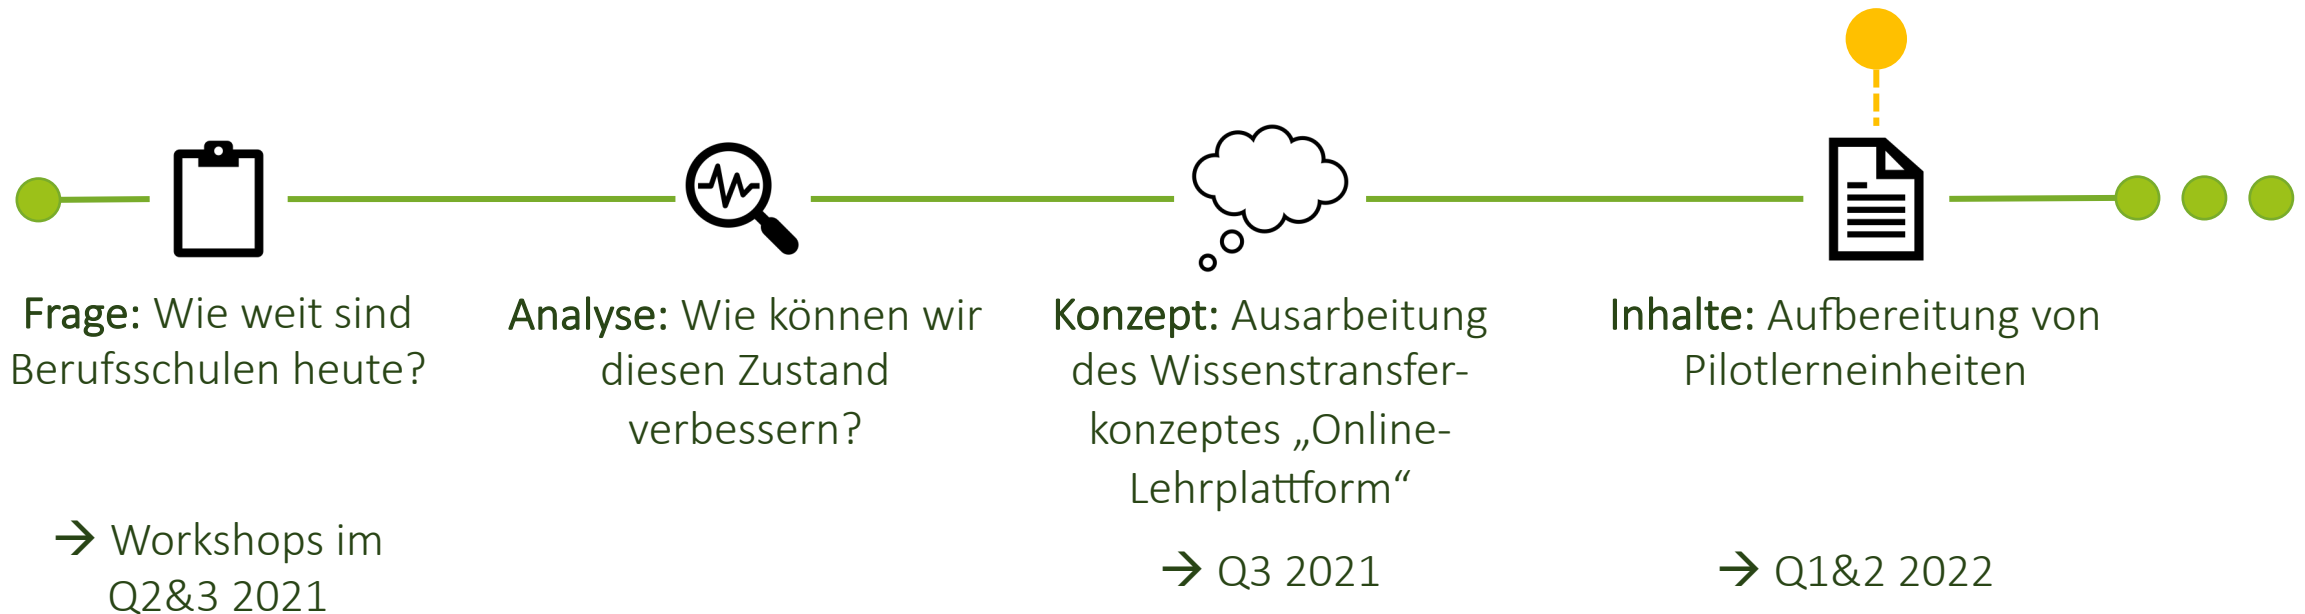 Frage: Wie weit sind
Berufsschulen heute?
→ Workshops im
Q2&3 2021
Analyse: Wie können wir
diesen Zustand
verbessern?
Konzept: Ausarbeitung
des Wissenstransfer-
konzeptes „Online-
Lehrplattform“
→ Q3 2021
Inhalte: Aufbereitung von
Pilotlerneinheiten
→ Q1&2 2022